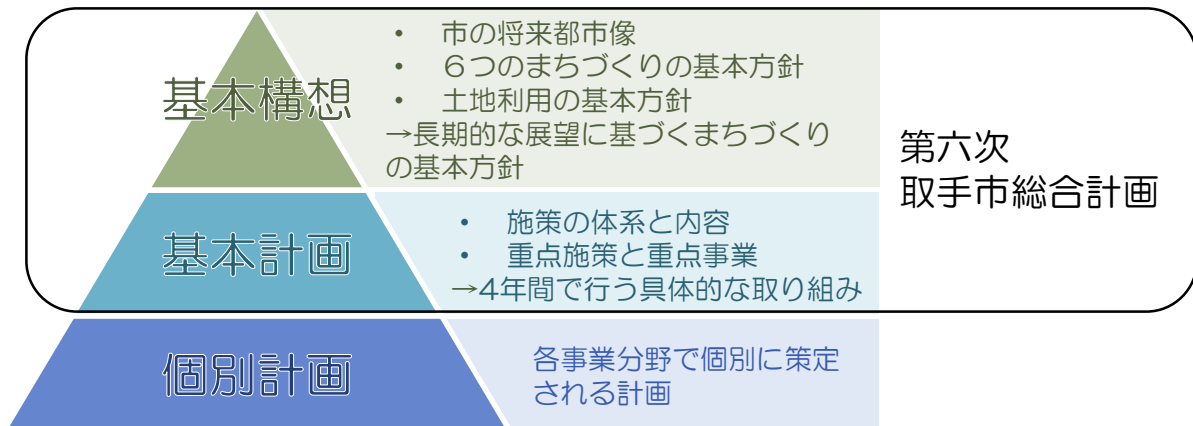 基本構想
• 市の将来都市像
• 6つのまちづくりの基本方針
• 土地利用の基本方針
→長期的な展望に基づくまちづくり
の基本方針
基本計画
• 施策の体系と内容
• 重点施策と重点事業
→4年間で行う具体的な取り組み
第六次
取手市総合計画
個別計画
各事業分野で個別に策定
される計画